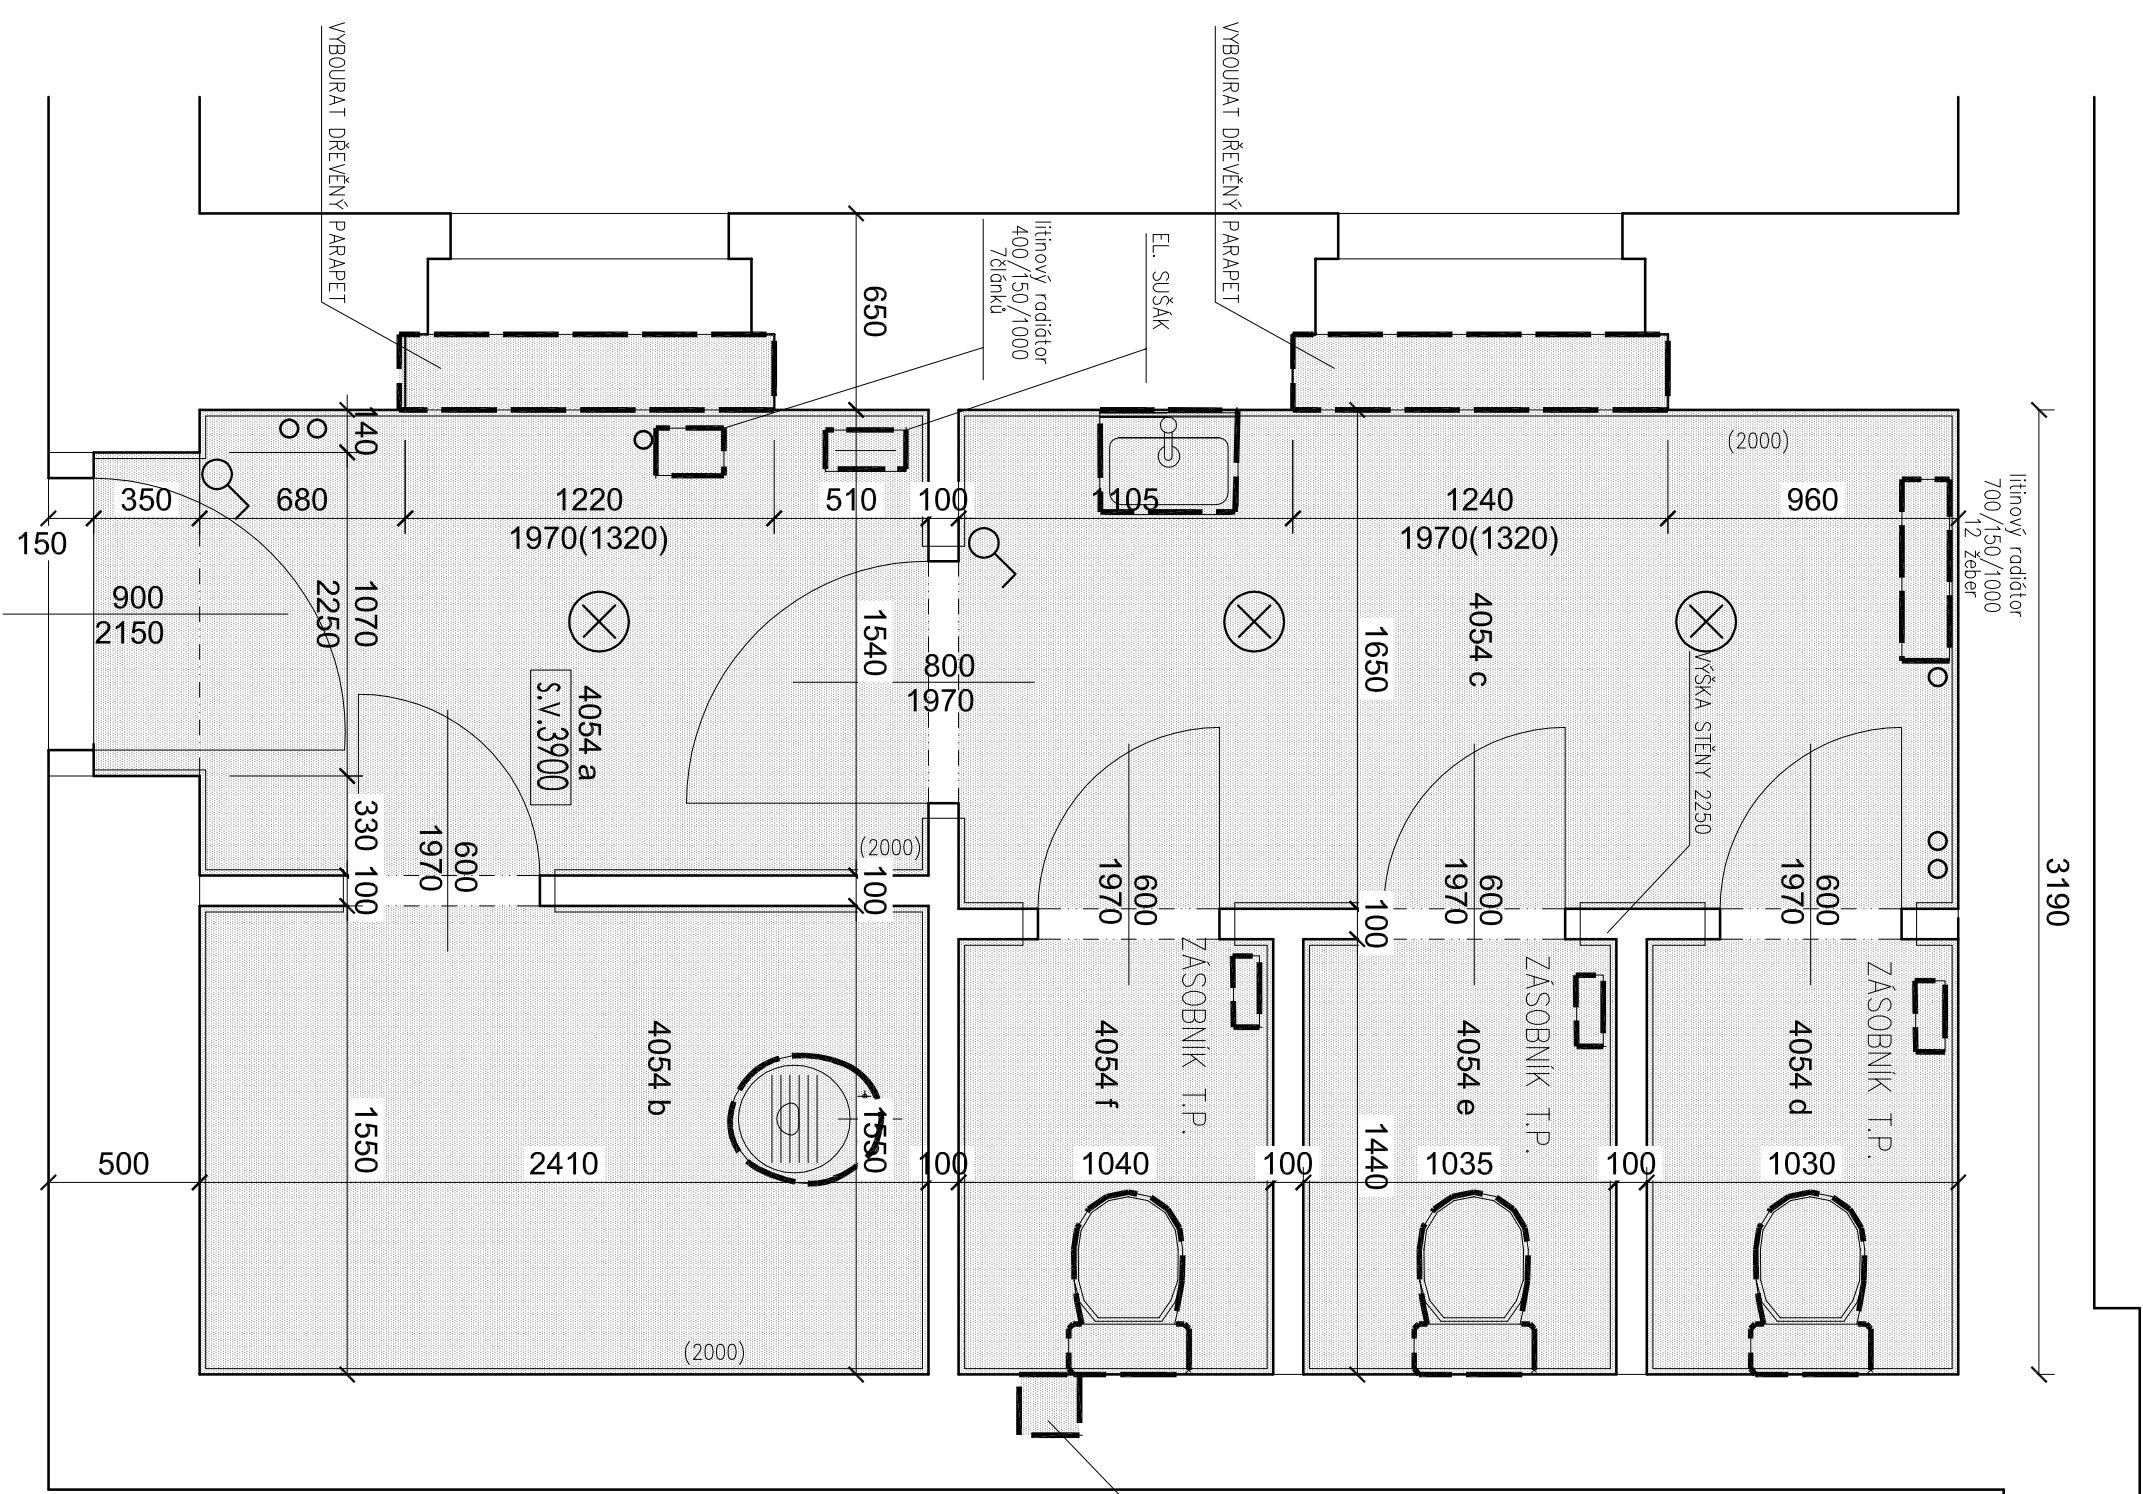 VYBOURAT DŘEVĚNÝ PARAPET
VYBOURAT DŘEVĚNÝ PARAPET
litinový radiátor
400/150/1000
7článků
EL. SUŠÁK
650
140
(2000)
litinový radiátor
700/150/1000
12 žeber
350
680
1220
510
100
1105
1240
960
150
1970(1320)
1970(1320)
900
2150
1070
2250
1540
1650
4054 c
800
1970
4054 a
S.V.3900
VÝŠKA STĚNY 2250
330
100
600
1970
(2000)
100
600
1970
100
600
1970
600
1970
3190
ZÁSOBNÍK T.P.
ZÁSOBNÍK T.P.
ZÁSOBNÍK T.P.
4054 b
4054 f
4054 e
4054 d
1550
1550
1440
500
2410
100
1040
100
1035
100
1030
(2000)